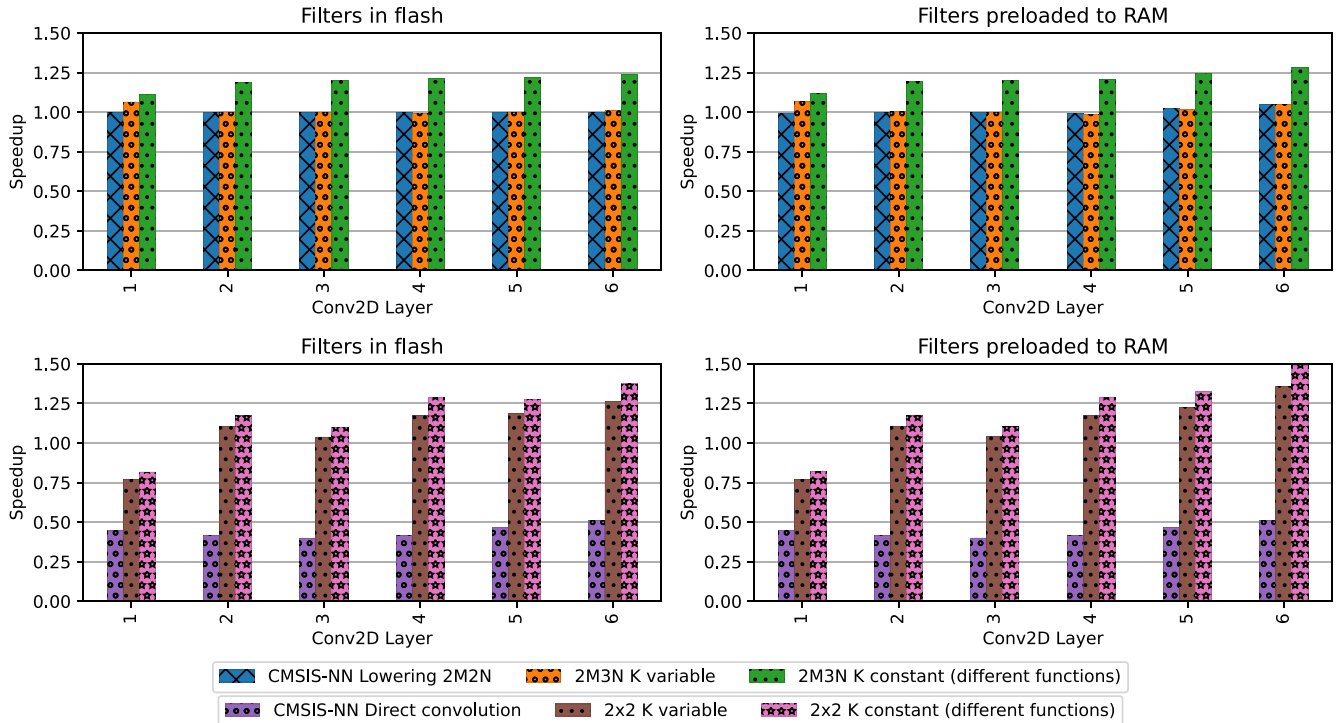 Filters in flash
Speedup
1.50
1.25
1.00
0.75
0.50
0.25
0.00
1 2 3 4 5 6
Conv2D Layer
Filters preloaded to RAM
Speedup
1.50
1.25
1.00
0.75
0.50
0.25
0.00
1 2 3 4 5 6
Conv2D Layer
Filters in flash
Speedup
1.50
1.25
1.00
0.75
0.50
0.25
0.00
1 2 3 4 5 6
Conv2D Layer
Filters preloaded to RAM
Speedup
1.50
1.25
1.00
0.75
0.50
0.25
0.00
1 2 3 4 5 6
Conv2D Layer
CMSIS-NN Lowering 2M2N 2M3N K variable 2M3N K constant (different functions)
CMSIS-NN Direct convolution 2x2 K variable 2x2 K constant (different functions)